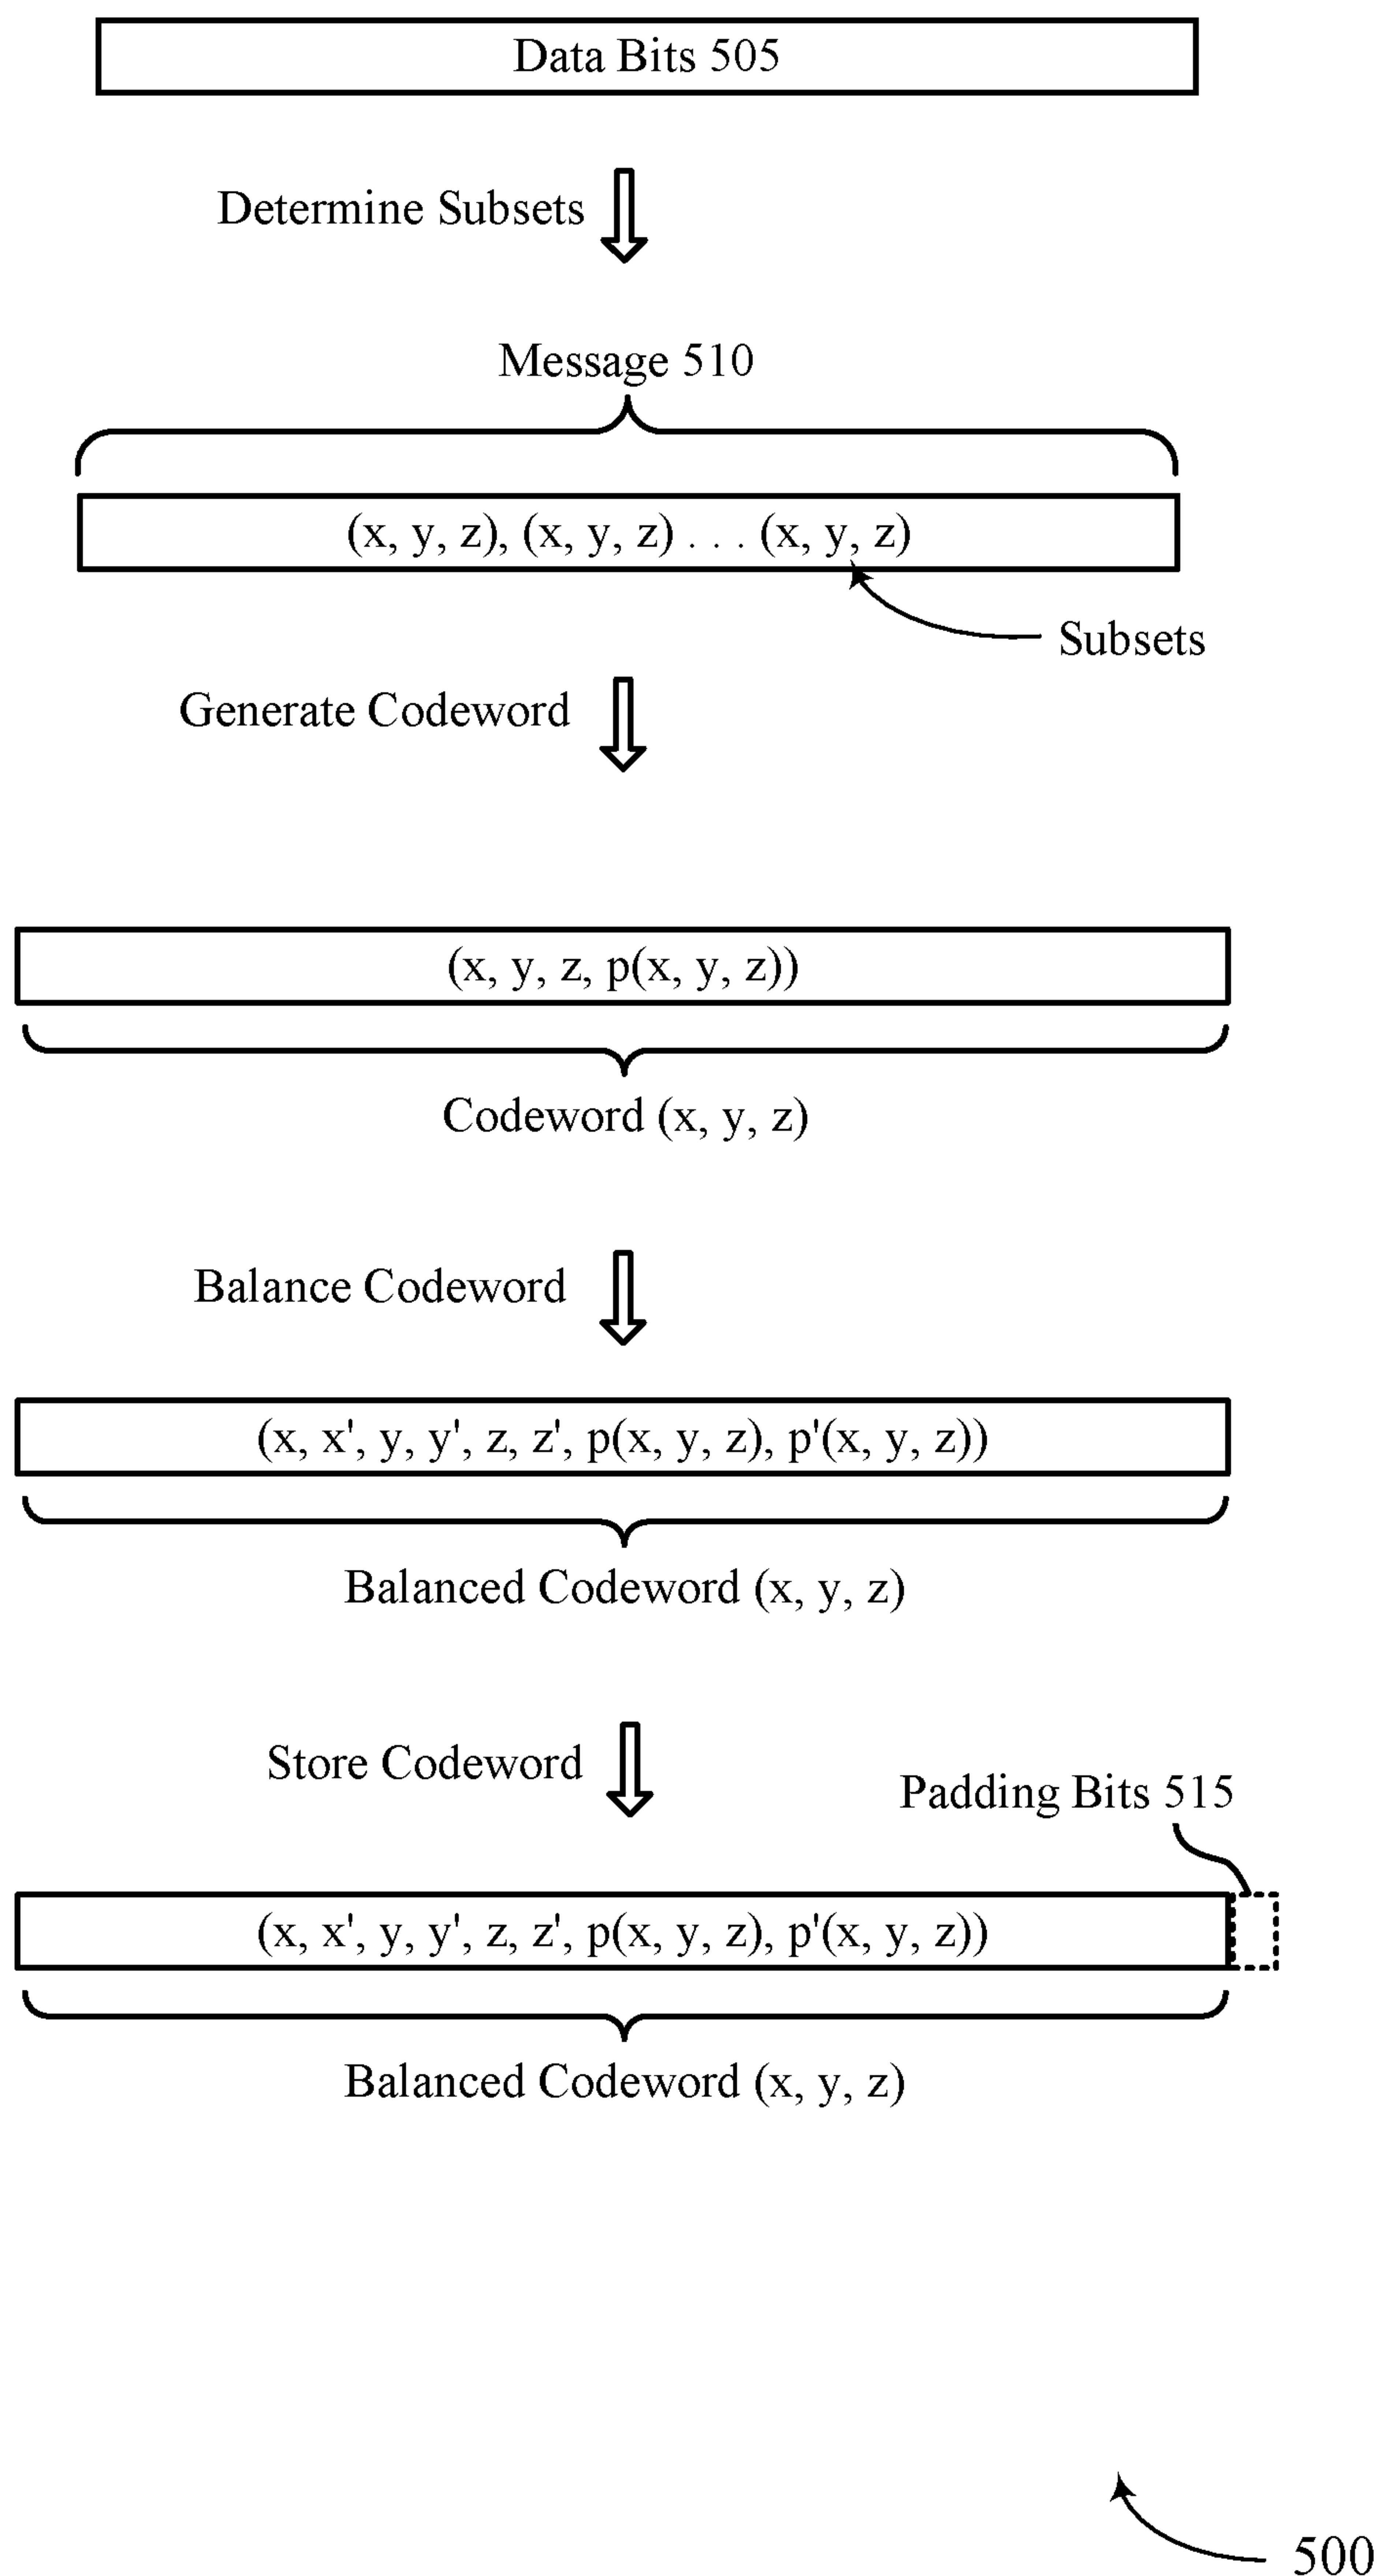 Data Bits 505
Determine Subsets
Message 510
(x, y, z), (x, y, z) . . . (x, y, z)
Subsets
Generate Codeword
(x, y, z, p(x, y, z))
Codeword (x, y, z)
Balance Codeword
(x, x', y, y', z, z', p(x, y, z), p'(x, y, z))
Balanced Codeword (x, y, z)
Store Codeword
Padding Bits 515
(x, x', y, y', z, z', p(x, y, z), p'(x, y, z))
Balanced Codeword (x, y, z)
500